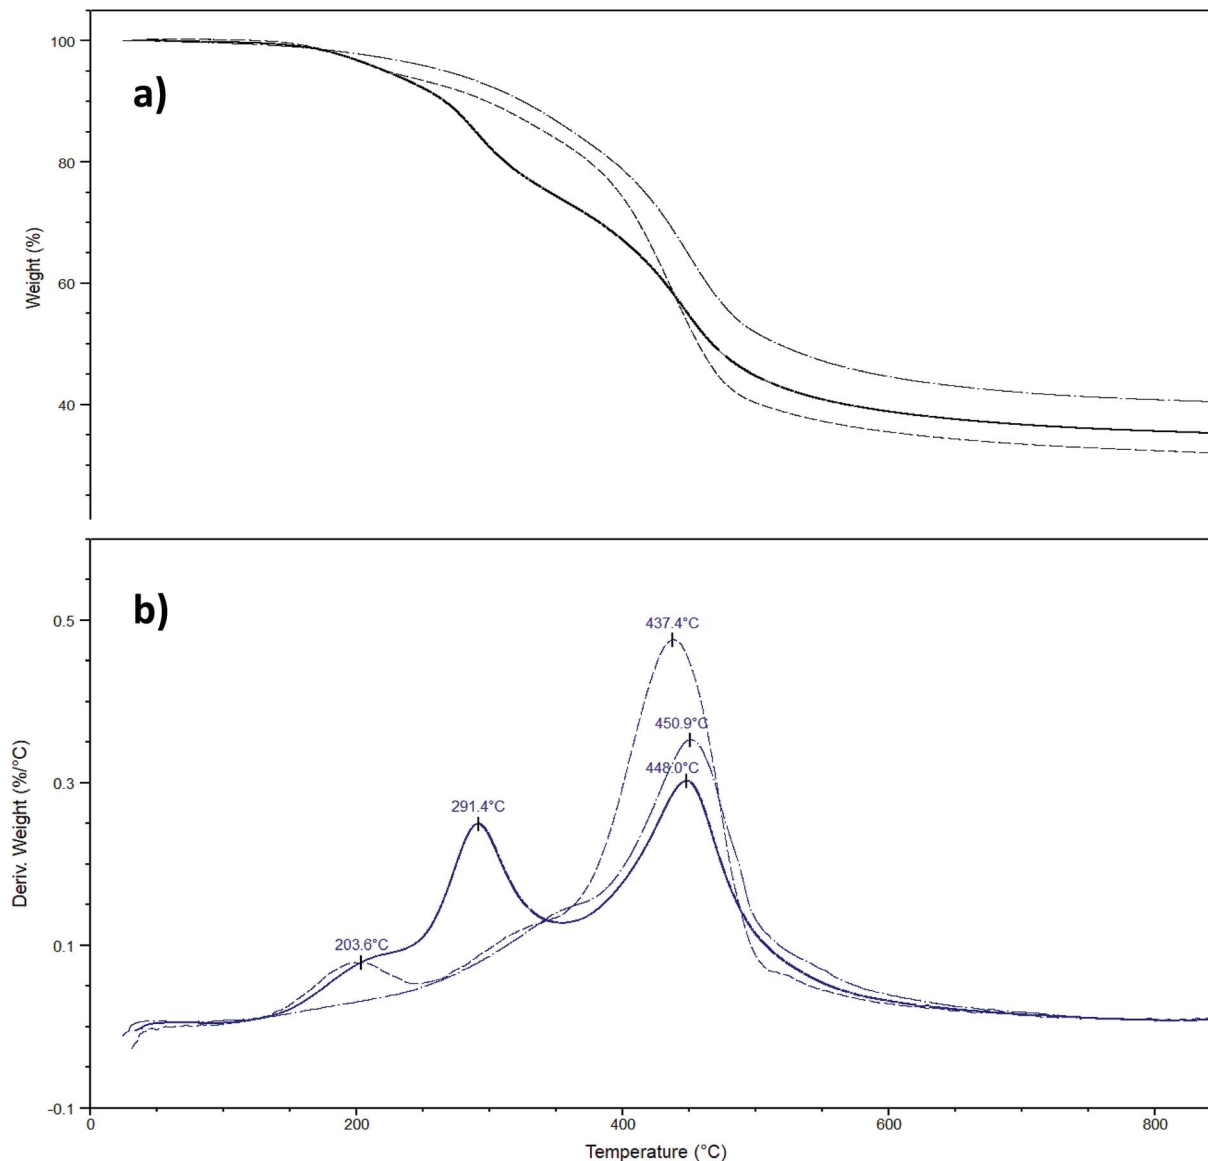 100
a)
80
Weight (%)
60
40
b)
0.5
437.4°C
450.9°C
0.3
448.0°C
291.4°C
Deriv. Weight (%/°C)
0.1
203.6°C
-0.1
0 200 400 600 800
Temperature (°C)